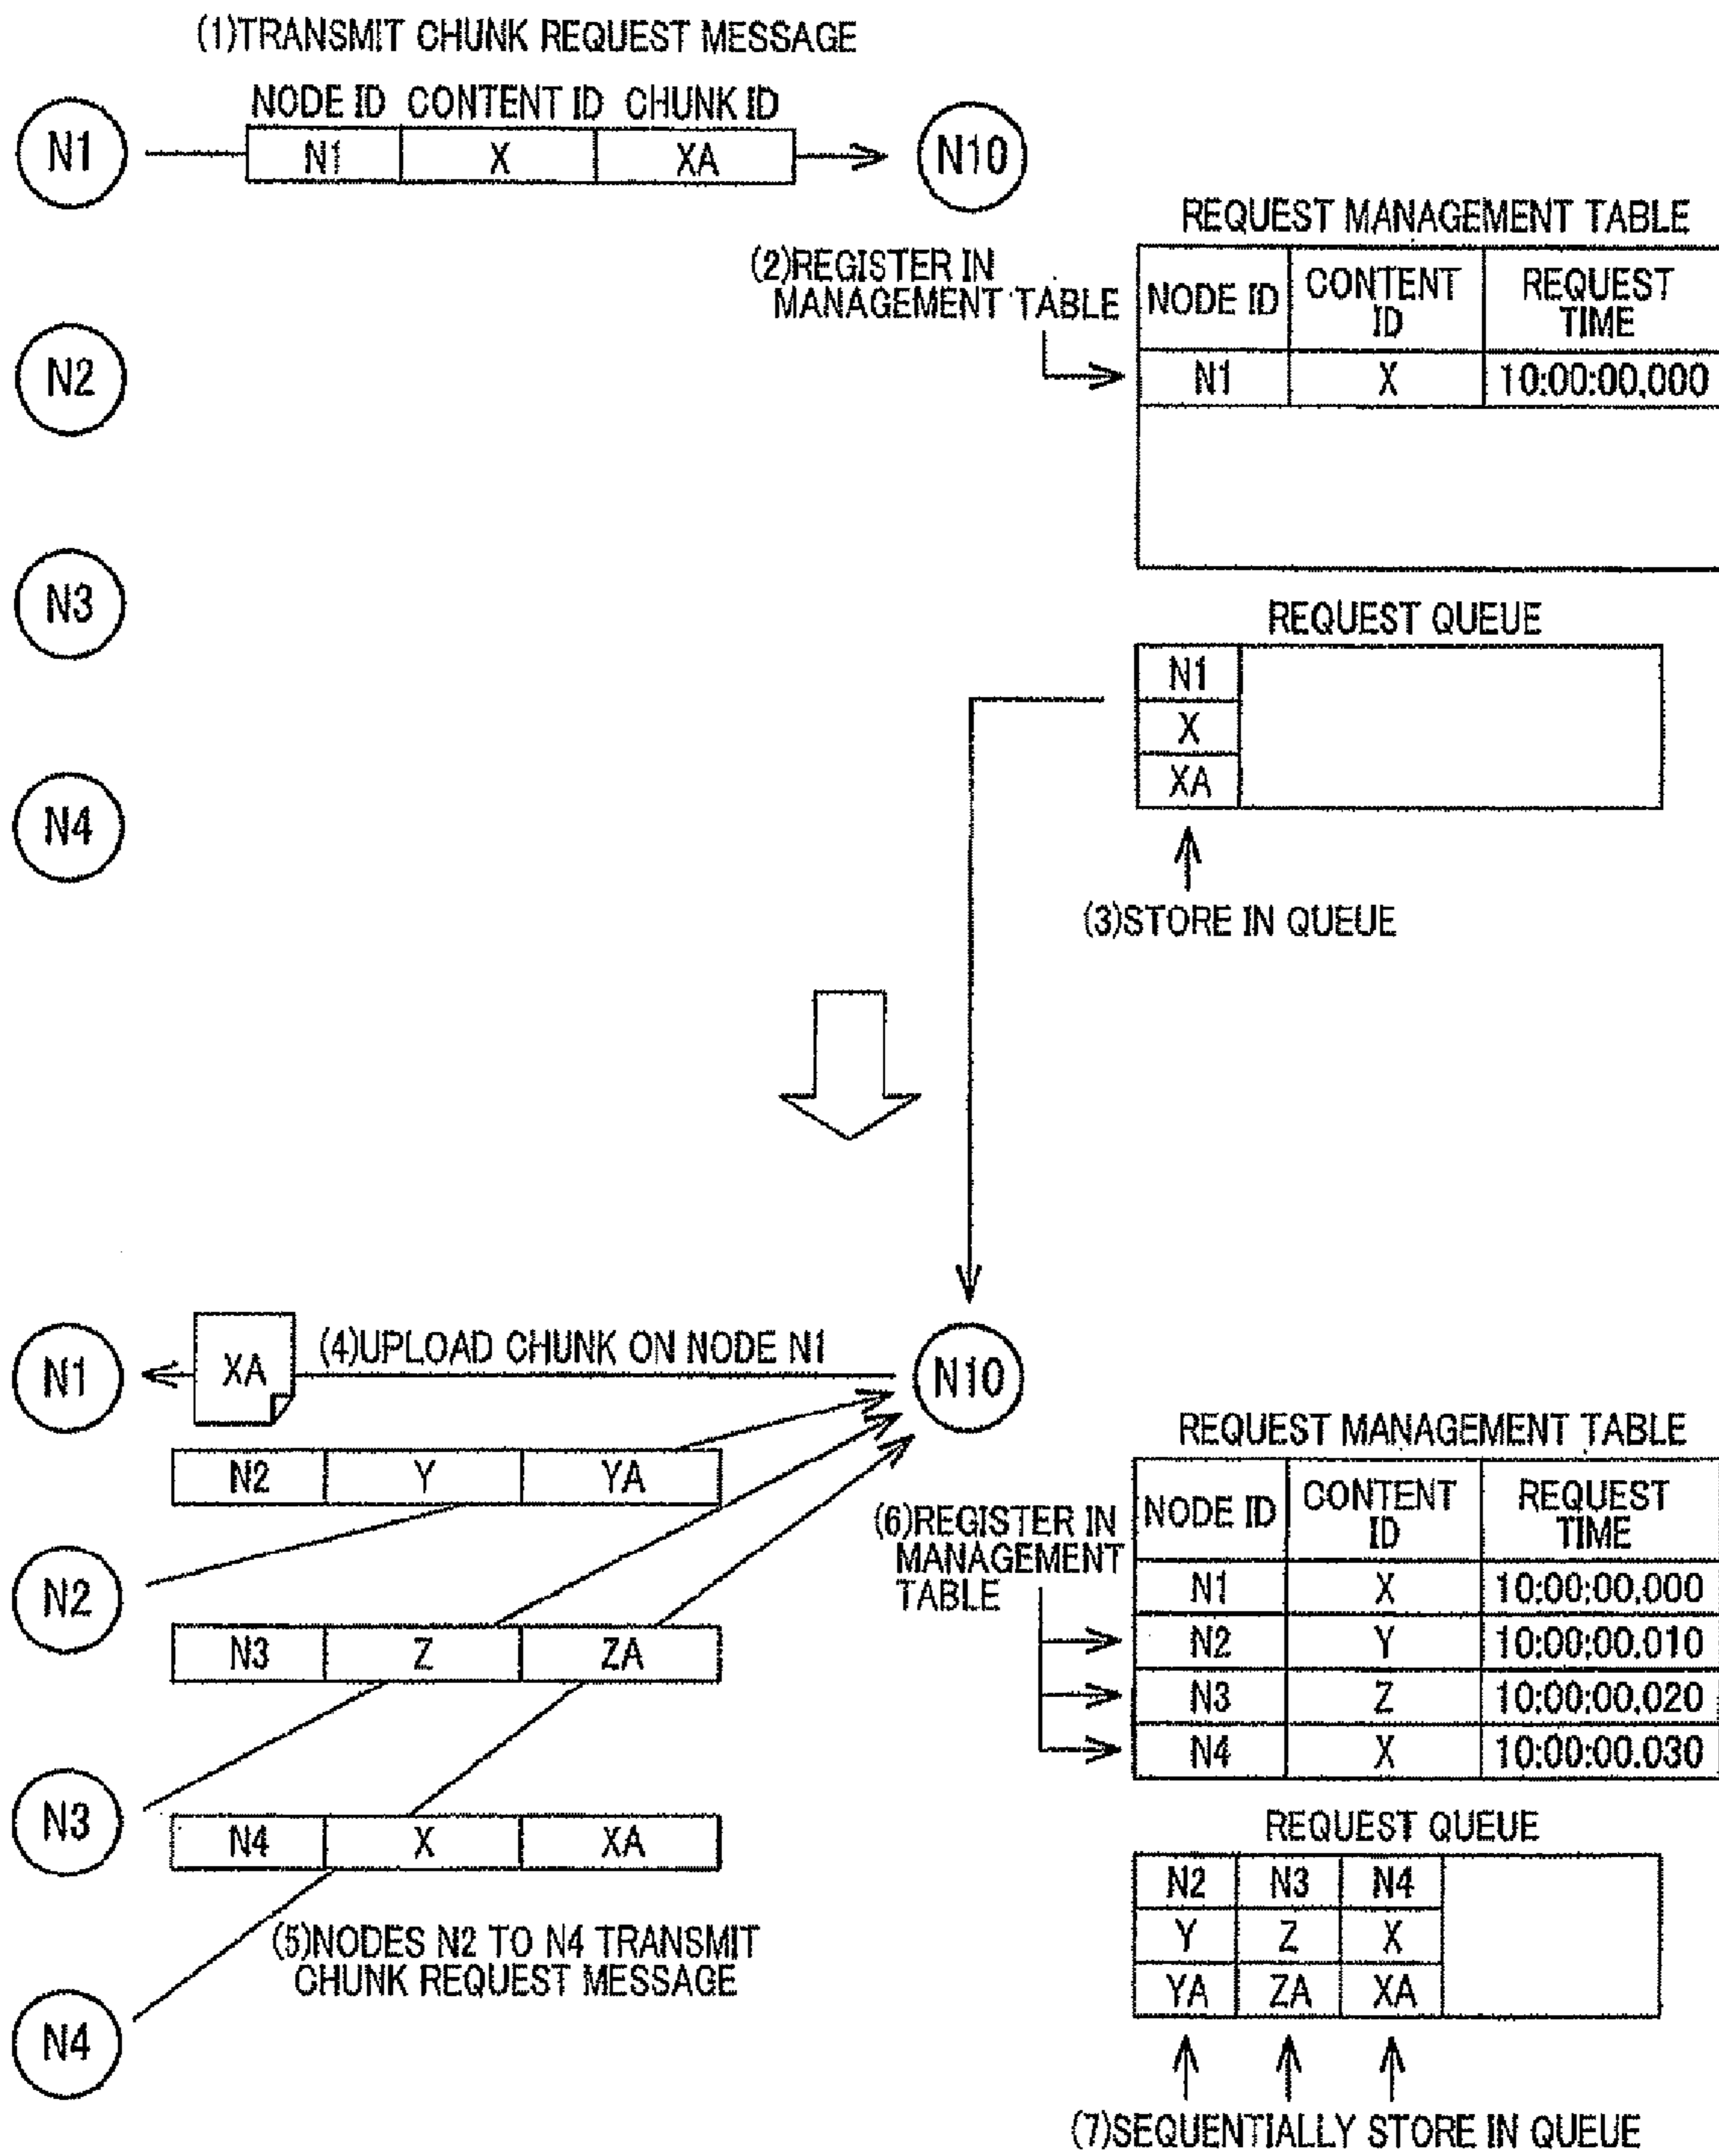 (1)TRANSMIT CHUNK REQUEST MESSAGE
NODE ID CONTENT ID CHUNK ID
N1 N1 X XA N10
REQUEST MANAGEMENT TABLE
(2)REGISTER IN
MANAGEMENT TABLE
NODE ID CONTENT ID REQUEST TIME
N1 X 10:00:00.000
N2
N3
N4
REQUEST QUEUE
N1
X
XA
(3)STORE IN QUEUE
N1 XA (4)UPLOAD CHUNK ON NODE N1 N10
N2 Y YA
N2
N3 Z ZA
N3
N4 X XA
(5)NODES N2 TO N4 TRANSMIT
CHUNK REQUEST MESSAGE
N4
REQUEST MANAGEMENT TABLE
(6)REGISTER IN
MANAGEMENT
TABLE
NODE ID CONTENT ID REQUEST TIME
N1 X 10:00:00.000
N2 Y 10:00:00.010
N3 Z 10:00:00.020
N4 X 10:00:00.030
REQUEST QUEUE
N2 N3 N4
Y Z X
YA ZA XA
(7)SEQUENTIALLY STORE IN QUEUE